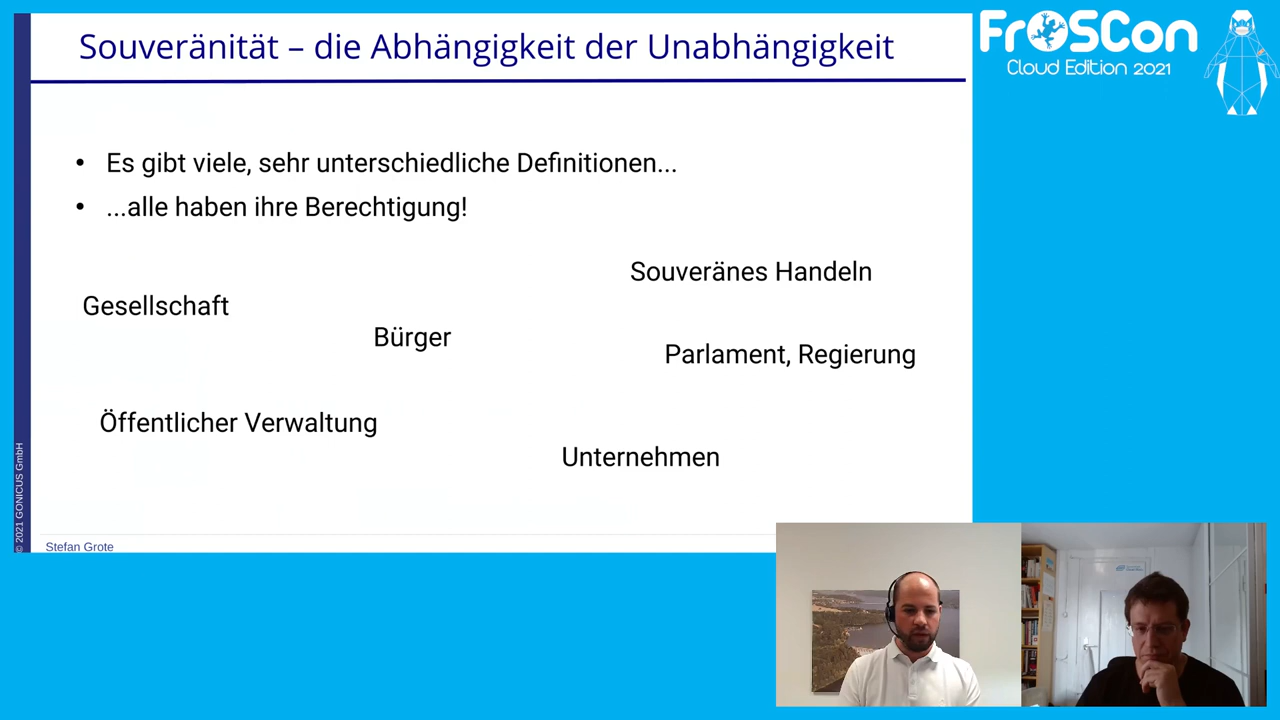 Souveränität – die Abhängigkeit der Unabhängigkeit
FrOSCon
Cloud Edition 2021
• Es gibt viele, sehr unterschiedliche Definitionen...
• ...alle haben ihre Berechtigung!
Souveränes Handeln
Gesellschaft
Bürger
Parlament, Regierung
Öffentlicher Verwaltung
Unternehmen
© 2021 GONICUS GmbH
Stefan Grote